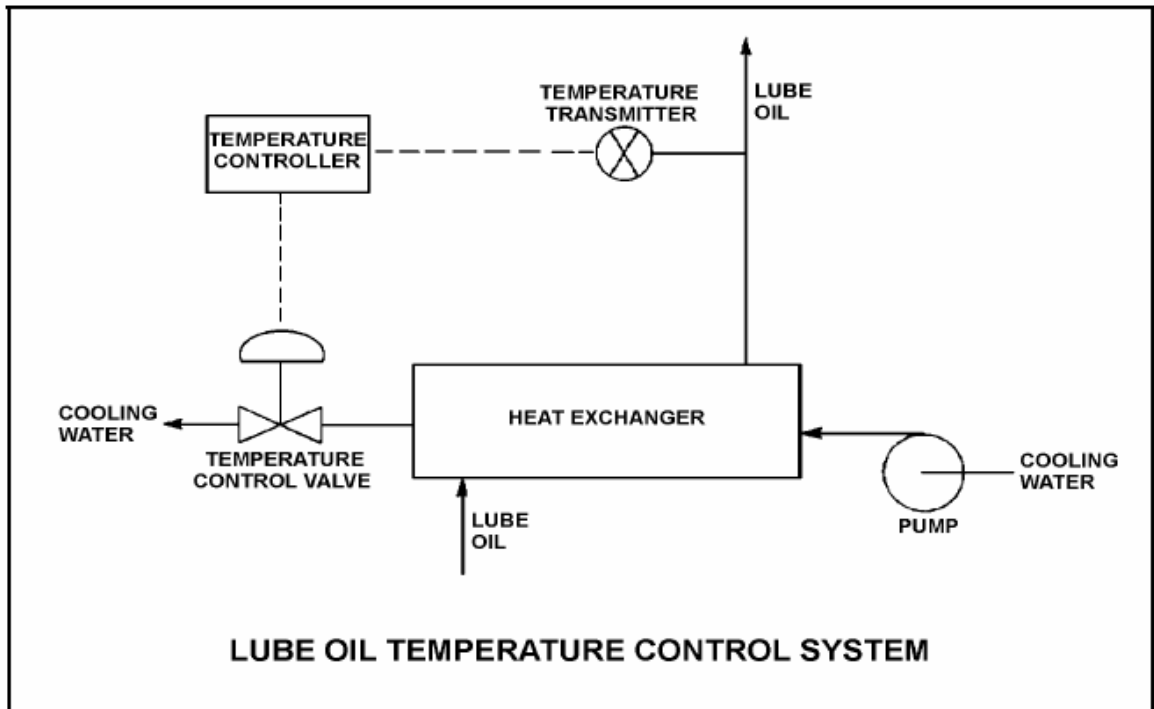 TEMPERATURE
TRANSMITTER
LUBE
OIL
TEMPERATURE
CONTROLLER
COOLING
WATER
TEMPERATURE
CONTROL VALVE
HEAT EXCHANGER
LUBE
OIL
COOLING
WATER
PUMP
LUBE OIL TEMPERATURE CONTROL SYSTEM